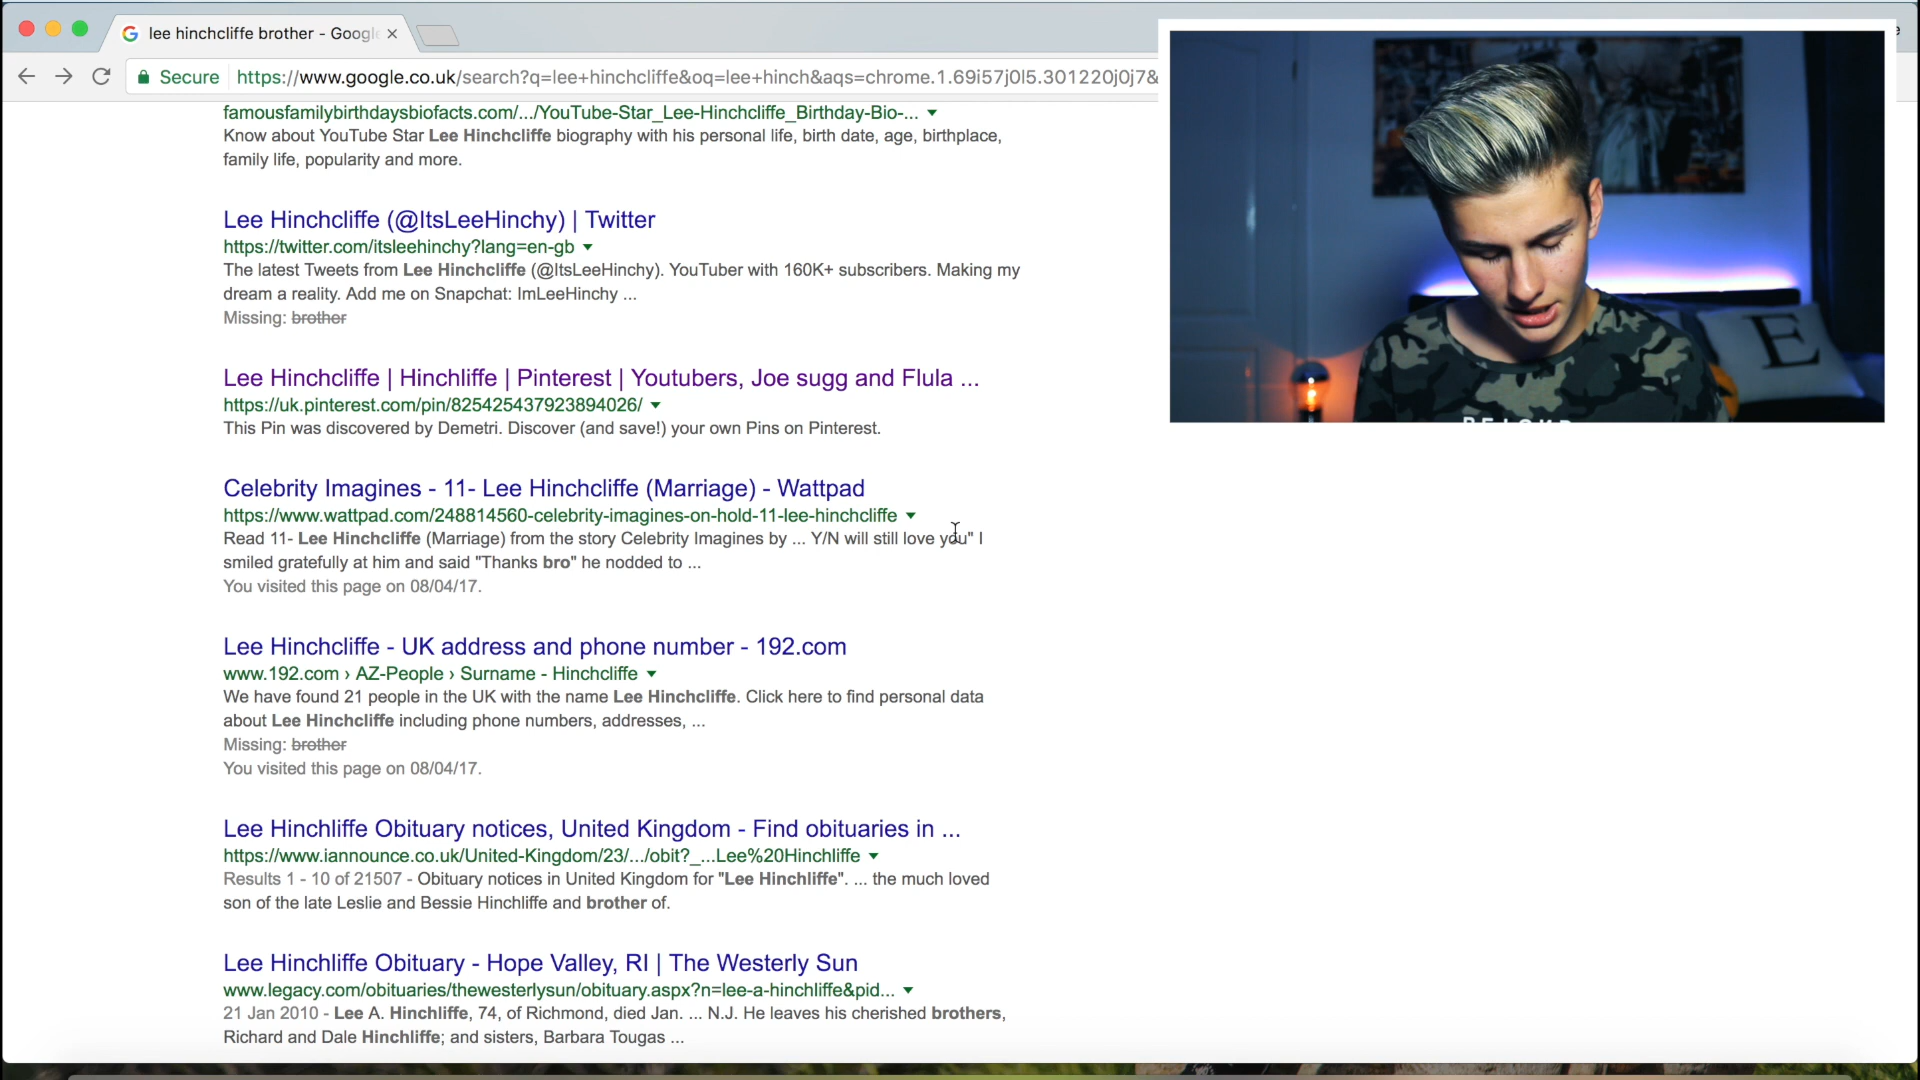 lee hinchcliffe brother - Googl
Secure https://www.google.co.uk/search?q=lee+hinchcliffe&oq=lee+hinch&aqs=chrome.1.69i57j0l5.301220j0j7&
famousfamilybirthdaysbiofacts.com/.../YouTube-Star_Lee-Hinchcliffe_Birthday-Bio-...
Know about YouTube Star Lee Hinchcliffe biography with his personal life, birth date, age, birthplace,
family life, popularity and more.
Lee Hinchcliffe (@ItsLeeHinchy) | Twitter
https://twitter.com/itsleehinchy?lang=en-gb
The latest Tweets from Lee Hinchcliffe (@ItsLeeHinchy). YouTuber with 160K+ subscribers. Making my
dream a reality. Add me on Snapchat: ImLeeHinchy ...
Missing: brother
Lee Hinchcliffe | Hinchliffe | Pinterest | Youtubers, Joe sugg and Flula ...
https://uk.pinterest.com/pin/825425437923894026/
This Pin was discovered by Demetri. Discover (and save!) your own Pins on Pinterest.
Celebrity Imagines - 11- Lee Hinchcliffe (Marriage) - Wattpad
https://www.wattpad.com/248814560-celebrity-imagines-on-hold-11-lee-hinchcliffe
Read 11- Lee Hinchcliffe (Marriage) from the story Celebrity Imagines by ... Y/N will still love you" I
smiled gratefully at him and said "Thanks bro" he nodded to ...
You visited this page on 08/04/17.
Lee Hinchcliffe - UK address and phone number - 192.com
www.192.com › AZ-People › Surname - Hinchcliffe
We have found 21 people in the UK with the name Lee Hinchcliffe. Click here to find personal data
about Lee Hinchcliffe including phone numbers, addresses, ...
Missing: brother
You visited this page on 08/04/17.
Lee Hinchliffe Obituary notices, United Kingdom - Find obituaries in ...
https://www.iannounce.co.uk/United-Kingdom/23/.../obit?_...Lee%20Hinchliffe
Results 1 - 10 of 21507 - Obituary notices in United Kingdom for "Lee Hinchliffe". ... the much loved
son of the late Leslie and Bessie Hinchliffe and brother of.
Lee Hinchliffe Obituary - Hope Valley, RI | The Westerly Sun
www.legacy.com/obituaries/thewesterlysun/obituary.aspx?n=lee-a-hinchliffe&pid...
21 Jan 2010 - Lee A. Hinchliffe, 74, of Richmond, died Jan. ... N.J. He leaves his cherished brothers,
Richard and Dale Hinchliffe; and sisters, Barbara Tougas ...
E